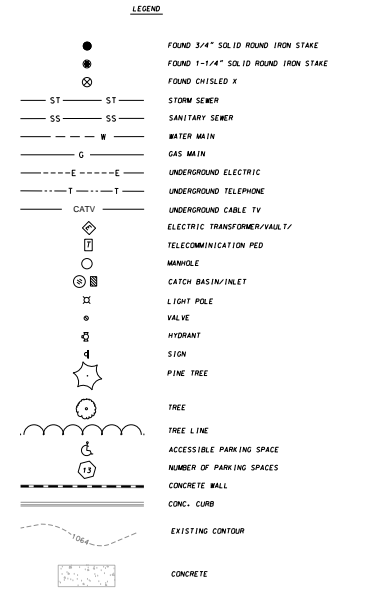 LEGEND
FOUND 3/4" SOLID ROUND IRON STAKE
FOUND 1-1/4" SOLID ROUND IRON STAKE
FOUND CHISLED X
ST ST STORM SEWER
SS SS SANITARY SEWER
W WATER MAIN
G GAS MAIN
E E UNDERGROUND ELECTRIC
T T UNDERGROUND TELEPHONE
CATV UNDERGROUND CABLE TV
E ELECTRIC TRANSFORMER/VAULT/
T TELECOMMINICATION PED
MANHOLE
CATCH BASIN/INLET
LIGHT POLE
VALVE
HYDRANT
SIGN
PINE TREE
TREE
TREE LINE
ACCESSIBLE PARKING SPACE
13 NUMBER OF PARKING SPACES
CONCRETE WALL
CONC. CURB
1064 EXISTING CONTOUR
CONCRETE